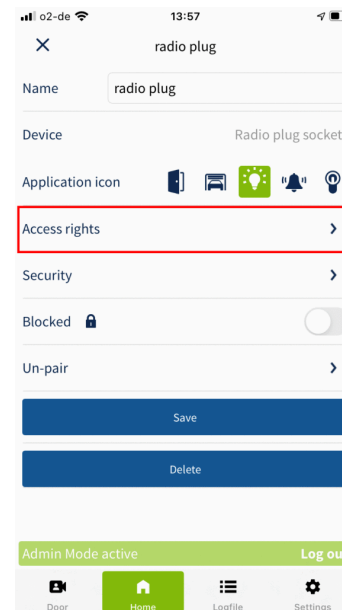 o2-de 13:57
radio plug
Name radio plug
Device Radio plug socket
Application icon
Access rights
Security
Blocked
Un-pair
Save
Delete
Admin Mode active Log ou
Door Home Logfile Settings